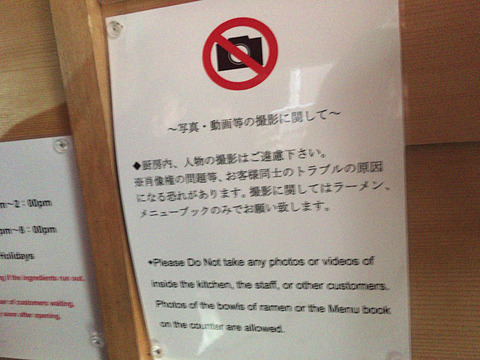 ~写真・動画等の撮影に関して~
◆厨房内、人物の撮影はご遠慮下さい。
※肖像権の問題等、お客様同士のトラブルの原因
になる恐れがあります。撮影に関してはラーメン、
メニューブックのみでお願い致します。
*Please Do Not take any photos or videos of
inside the kitchen, the staff, or other customers.
Photos of the bowls of ramen or the Menu book
on the counter are allowed.
m~2:00pm
m~8:00pm
Holidays
if the ingredients run out.
of customers waiting.
soon after opening.